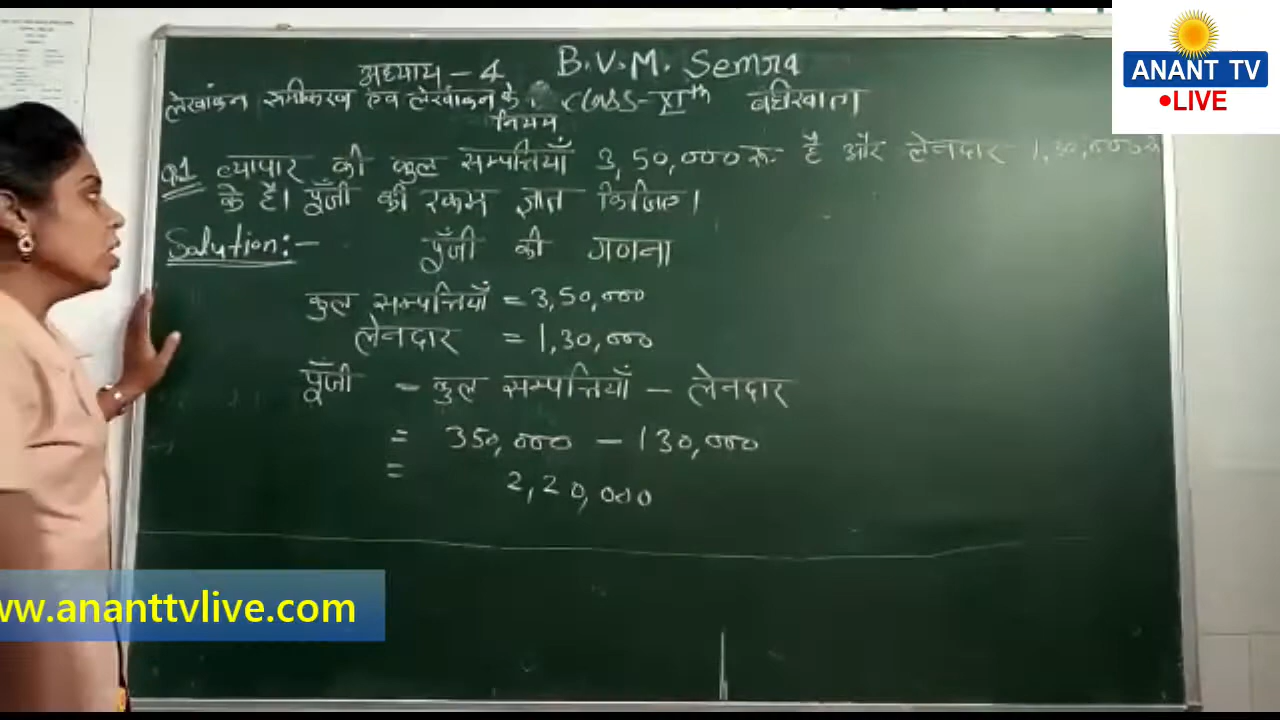 अध्याय - 4 B.V.M. Semra
लेखांकन समीकरण एवं लेखांकन के नियम class-XIth बहीखाता
Q.1 व्यापार की कुल सम्पत्तियाँ 3,50,000 रू- है और लेनदार 1,30,000
के हैं। पूँजी की रकम ज्ञात किजिए।
Solution:-
पूँजी की गणना
कुल सम्पत्तियाँ = 3,50,000
लेनदार = 1,30,000
पूँजी = कुल सम्पत्तियाँ - लेनदार
= 350,000 - 130,000
= 2,20,000
ANANT TV
LIVE
ww.ananttvlive.com